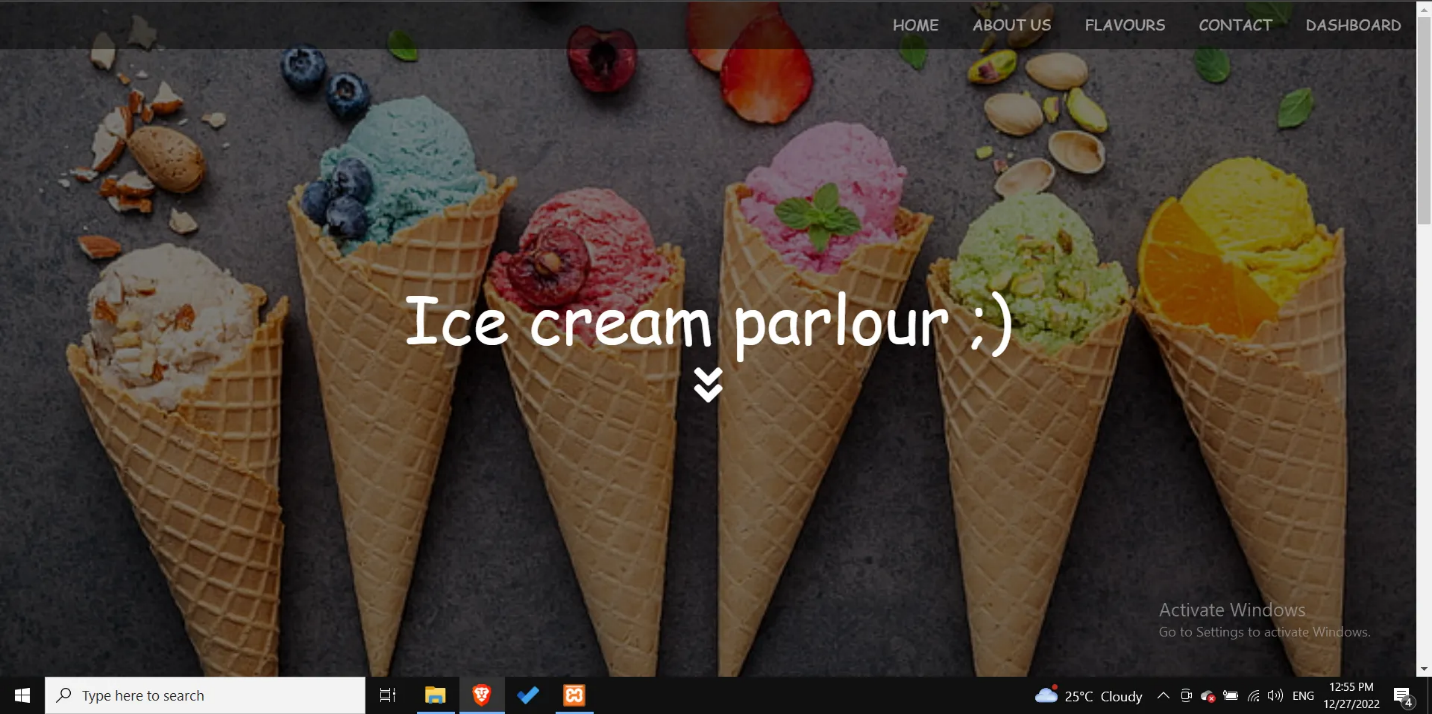 HOME ABOUT US FLAVOURS CONTACT DASHBOARD
Ice cream parlour ;)
Activate Windows
Go to Settings to activate Windows.
Type here to search
25°C Cloudy
ENG
12:55 PM
12/27/2022
4